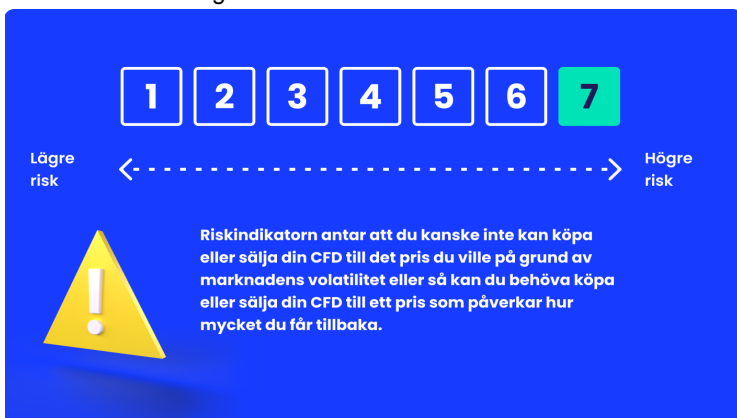 1 2 3 4 5 6 7
Lägre
risk
Högre
risk
Riskindikatorn antar att du kanske inte kan köpa
eller sälja din CFD till det pris du ville på grund av
marknadens volatilitet eller så kan du behöva köpa
eller sälja din CFD till ett pris som påverkar hur
mycket du får tillbaka.